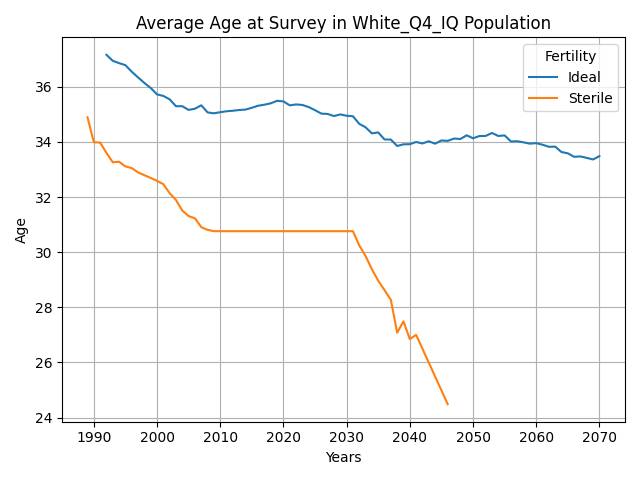 Average Age at Survey in White_Q4_IQ Population
Fertility
Ideal
Sterile
Age
36
34
32
30
28
26
24
1990 2000 2010 2020 2030 2040 2050 2060 2070
Years